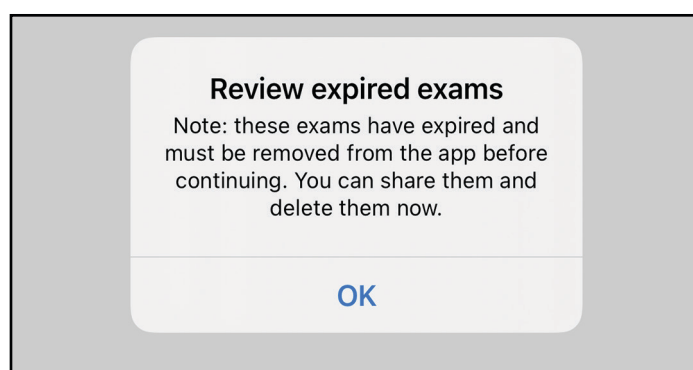 Review expired exams
Note: these exams have expired and
must be removed from the app before
continuing. You can share them and
delete them now.
OK